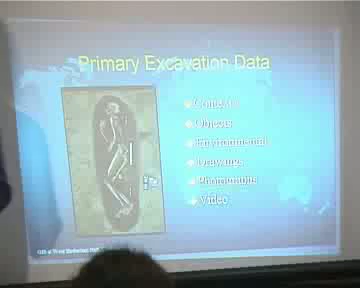 Primary Excavation Data
Contexts
Objects
Environmental
Drawings
Photographs
Video